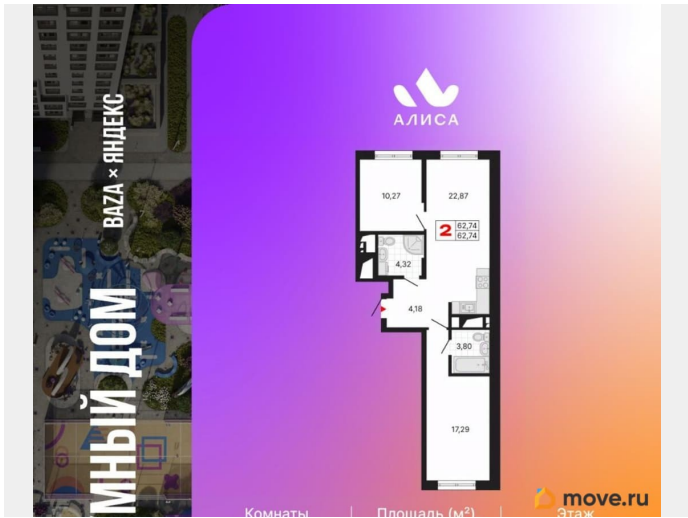 BAZA × ЯНДЕКС
МНЫЙ ДОМ
АЛИСА
10,27
22,87
2
62,74
62,74
4,32
4,18
3,80
17,29
Комнаты
Площадь (м²)
Этаж
move.ru